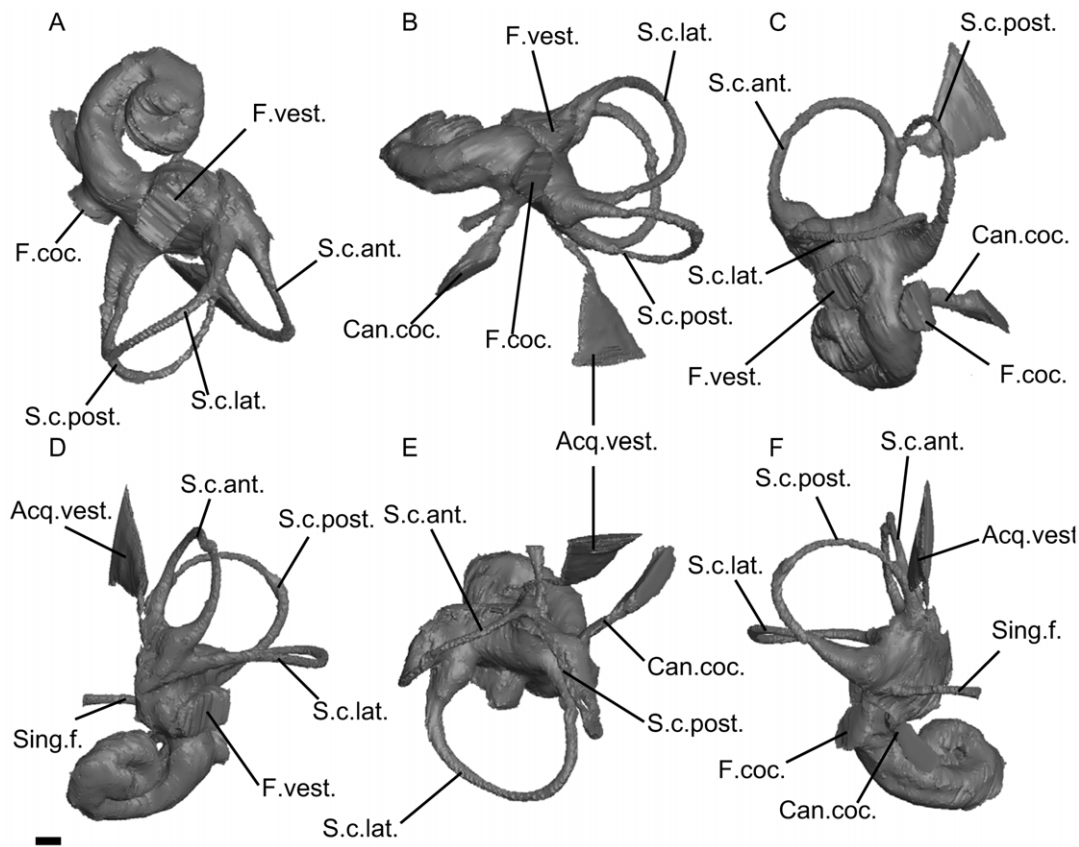 A
F.vest.
F.coc.
S.c.ant.
S.c.lat.
S.c.post.
B
F.vest.
S.c.lat.
Can.coc.
F.coc.
S.c.post.
C
S.c.post.
S.c.ant.
Can.coc.
S.c.lat.
F.vest.
F.coc.
Acq.vest.
D
S.c.ant.
Acq.vest.
S.c.post.
S.c.lat.
Sing.f.
F.vest.
E
S.c.ant.
Can.coc.
S.c.post.
S.c.lat.
F
S.c.ant.
S.c.post.
Acq.vest
S.c.lat.
Sing.f.
F.coc.
Can.coc.